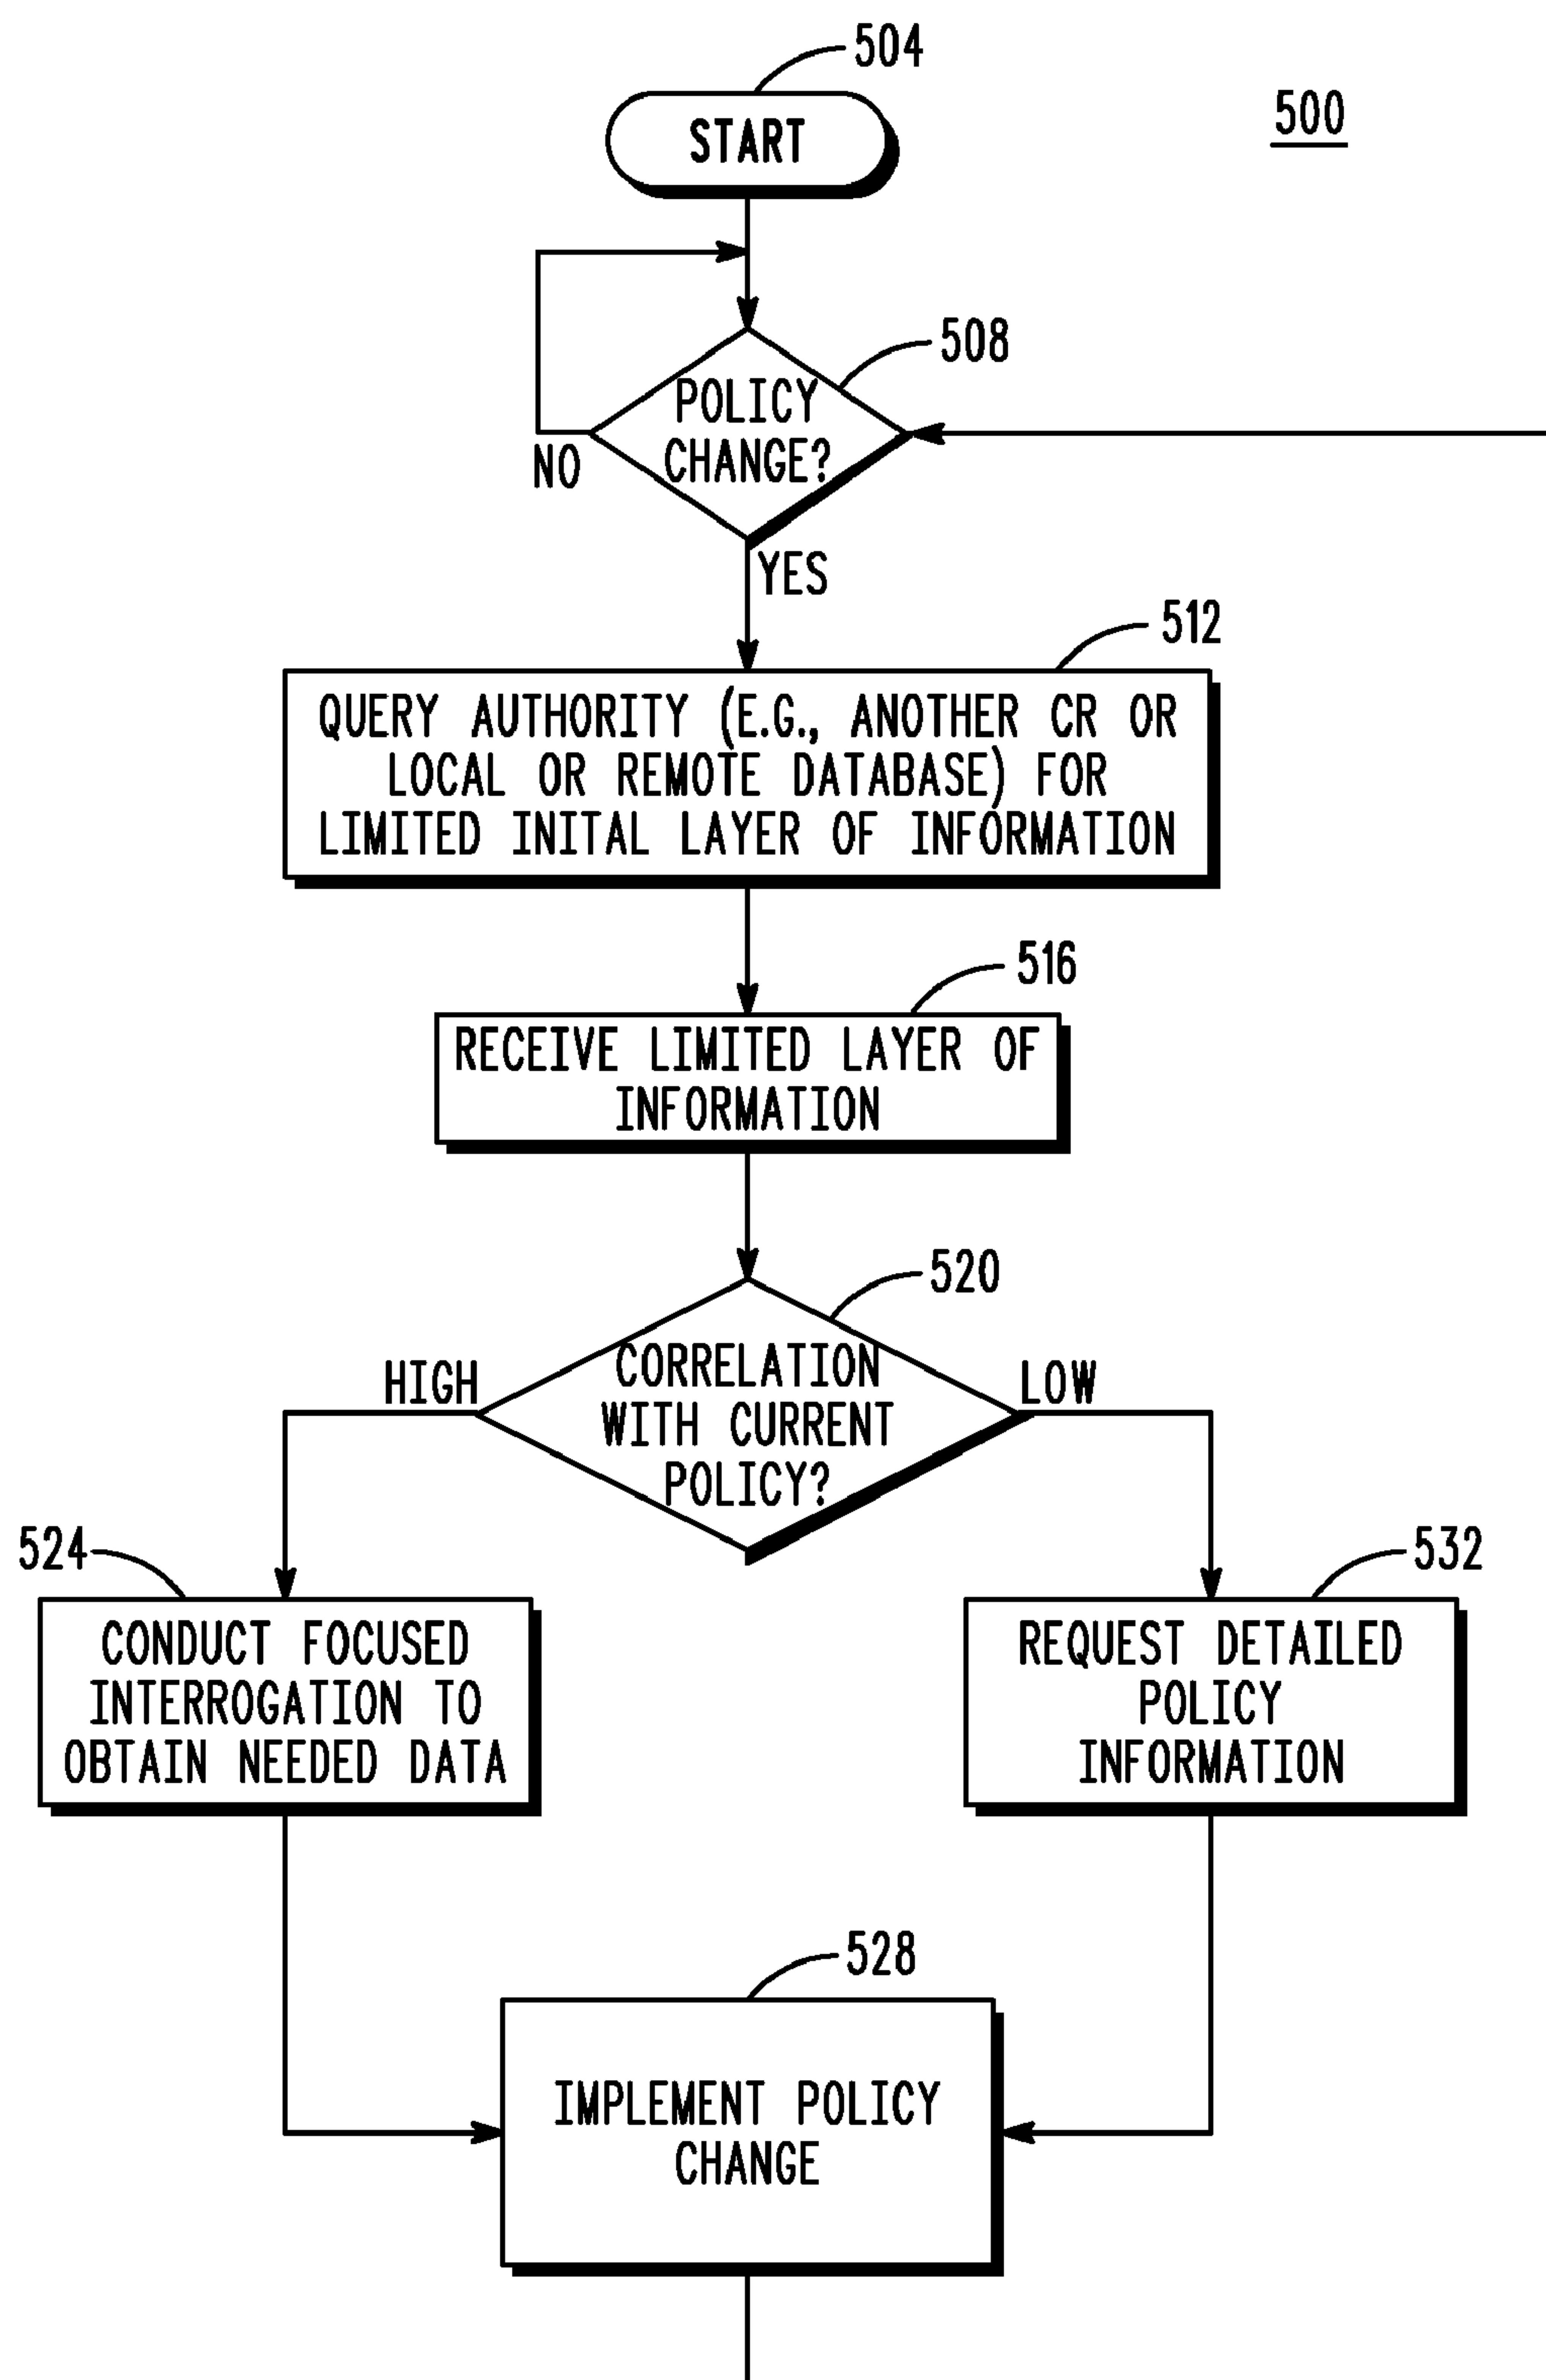 504
START
500
508
POLICY
CHANGE?
NO
YES
512
QUERY AUTHORITY (E.G., ANOTHER CR OR
LOCAL OR REMOTE DATABASE) FOR
LIMITED INITAL LAYER OF INFORMATION
516
RECEIVE LIMITED LAYER OF
INFORMATION
520
CORRELATION
WITH CURRENT
POLICY?
HIGH
LOW
524
CONDUCT FOCUSED
INTERROGATION TO
OBTAIN NEEDED DATA
532
REQUEST DETAILED
POLICY
INFORMATION
528
IMPLEMENT POLICY
CHANGE